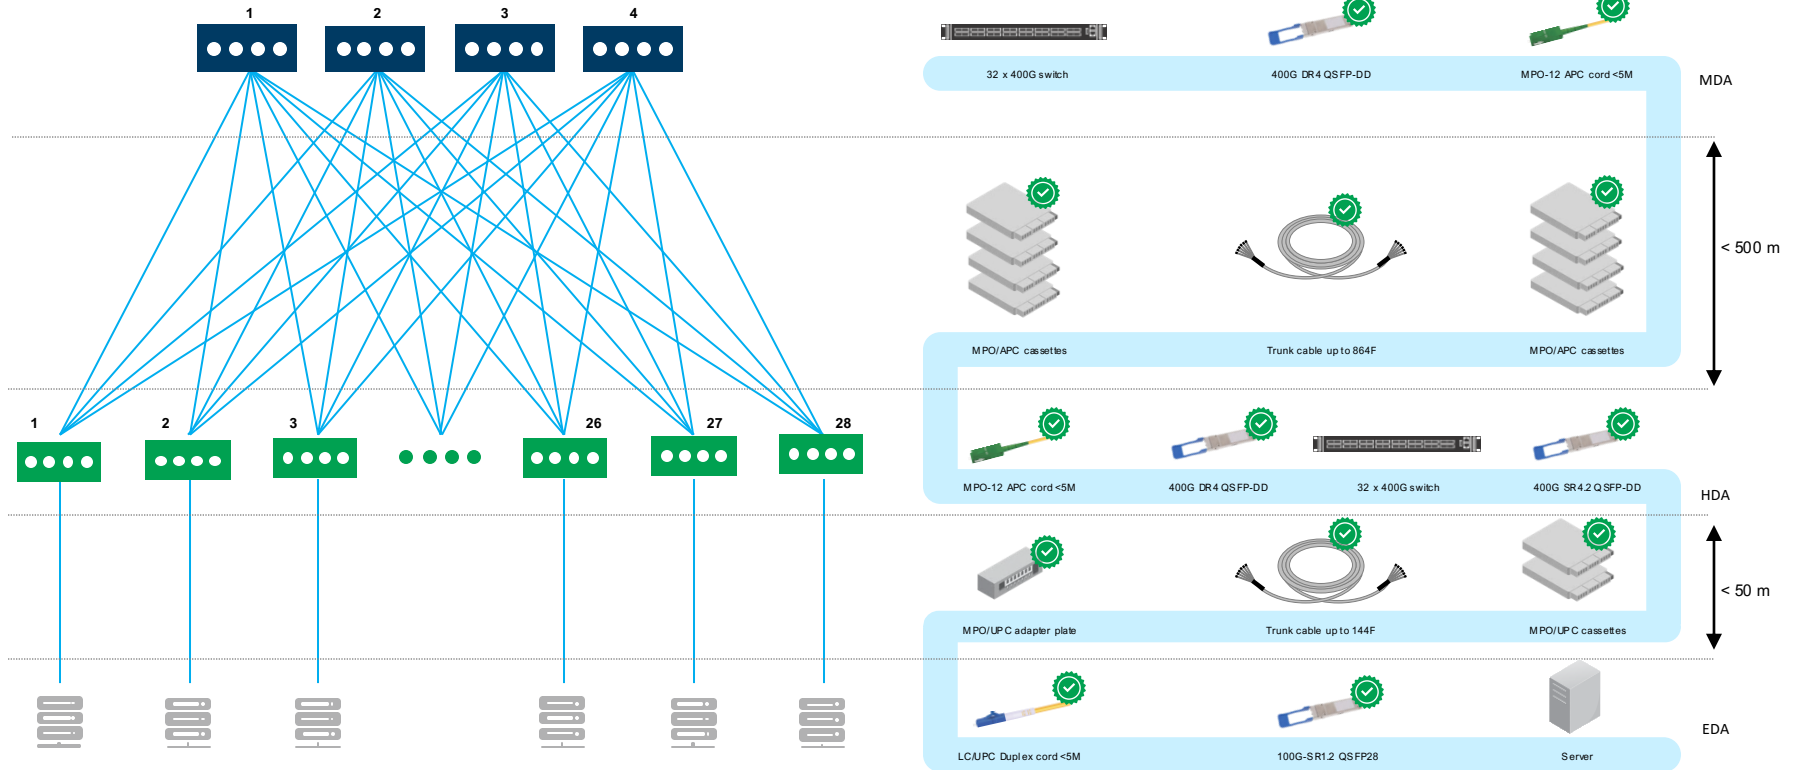 1
2
3
4
32 x 400G switch
400G DR4 QSFP-DD
MPO-12 APC cord <5M
MDA
< 500 m
MPO/APC cassettes
Trunk cable up to 864F
MPO/APC cassettes
1
2
3
26
27
28
MPO-12 APC cord <5M
400G DR4 QSFP-DD
32 x 400G switch
400G SR4.2 QSFP-DD
HDA
< 50 m
MPO/UPC adapter plate
Trunk cable up to 144F
MPO/UPC cassettes
EDA
LC/UPC Duplex cord <5M
100G-SR1.2 QSFP28
Server